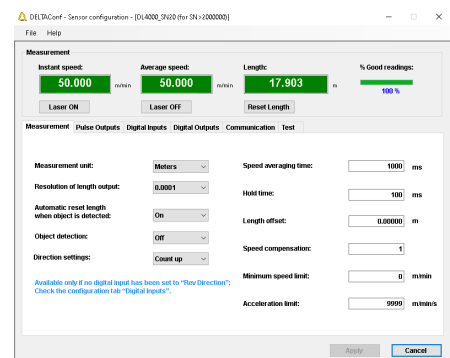 DELTAConf - Sensor configuration - [DL4000_SN20 (for SN>2000000)]
File Help
Measurement
Instant speed: Average speed: Length: % Good readings:
50.000 m/min 50.000 m/min 17.903 m 100 %
Laser ON Laser OFF Reset Length
Measurement Pulse Outputs Digital Inputs Digital Outputs Communication Test
Measurement unit: Meters Speed averaging time: 1000 ms
Resolution of length output: 0.0001 Hold time: 100 ms
Automatic reset length
when object is detected: On Length offset: 0.00000 m
Object detection: Off Speed compensation: 1
Direction settings: Count up Minimum speed limit: 0 m/min
Available only if no digital input has been set to "Rev Direction";
Check the configuration tab "Digital Inputs".
Acceleration limit: 9999 m/min/s
Apply Cancel